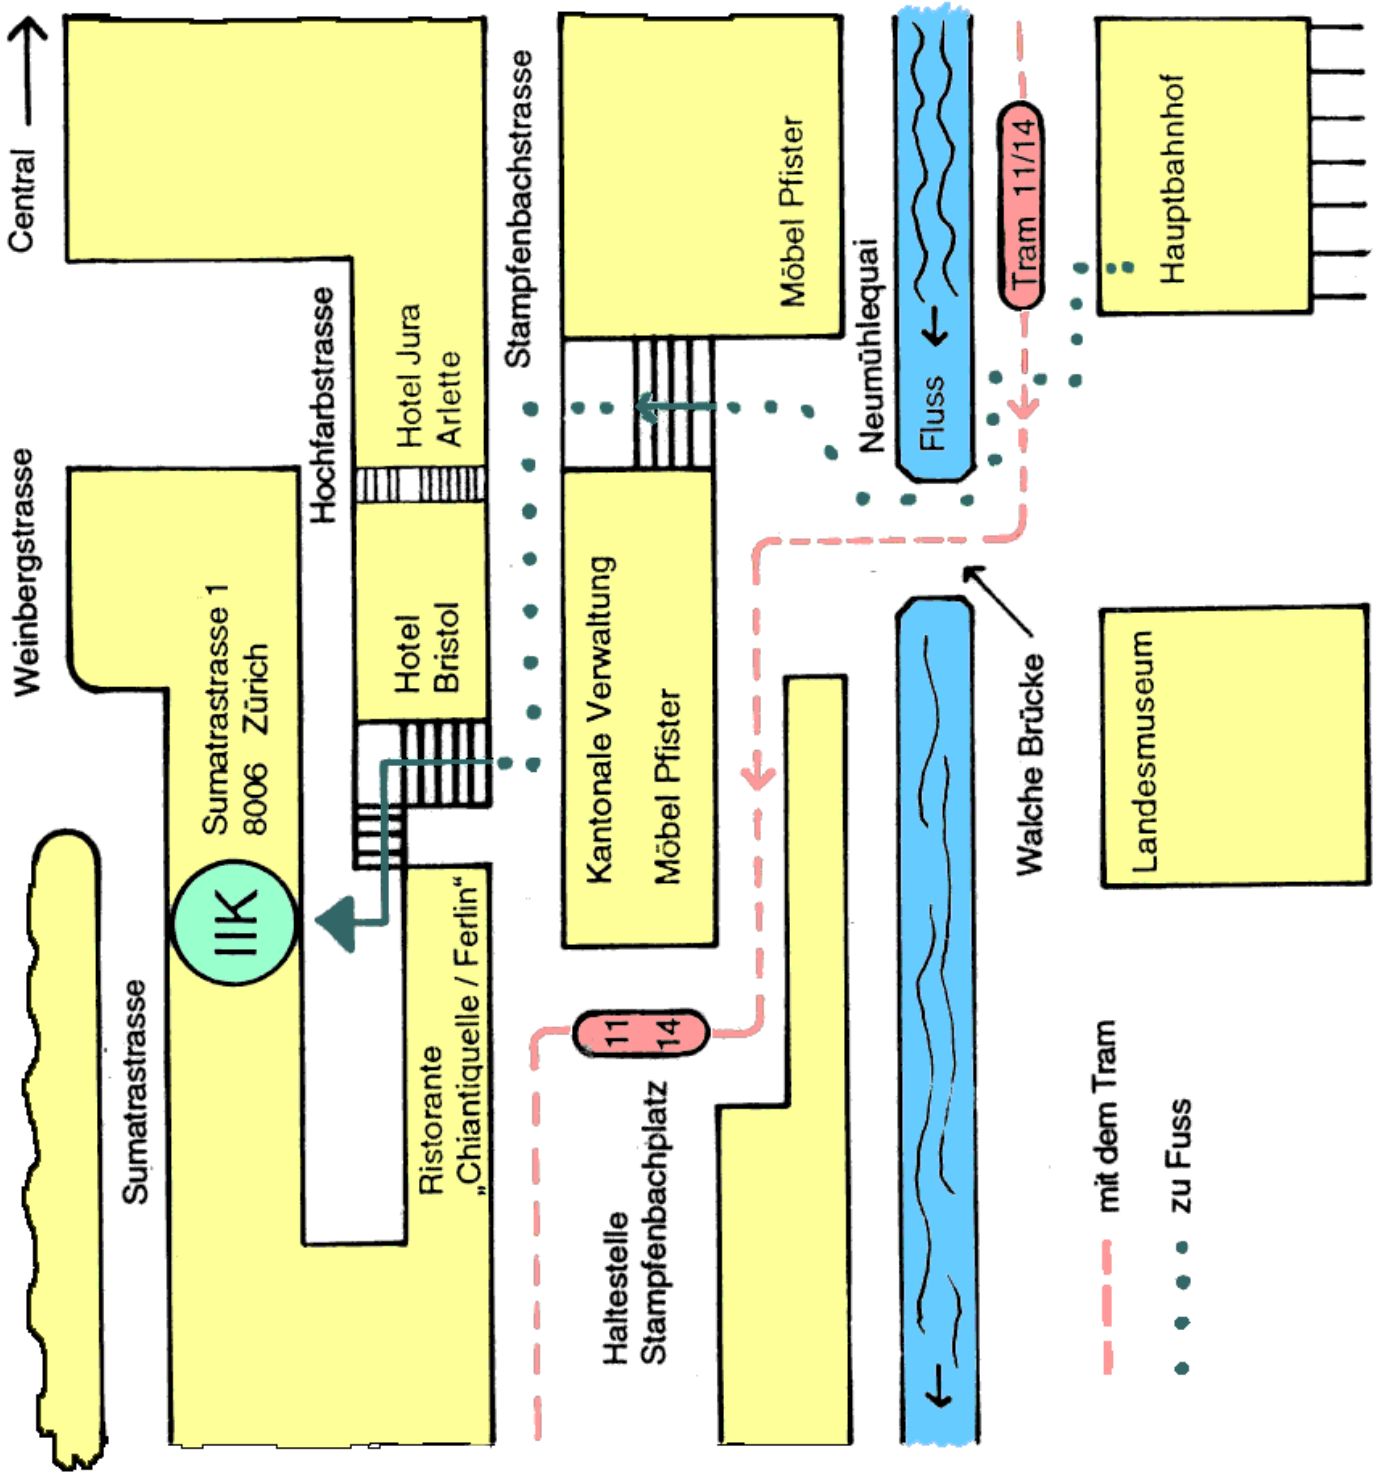 Central
Weinbergstrasse
Sumatrastrasse
Sumatrastrasse 1
8006 Zürich
IIK
Hochfarbstrasse
Hotel Jura
Arlette
Hotel
Bristol
Ristorante
„Chiantiquelle / Ferlin“
Stampfenbachstrasse
Möbel Pfister
Kantonale Verwaltung
Möbel Pfister
11
14
Haltestelle
Stampfenbachplatz
Neumühlequai
Fluss
Tram 11/14
Walche Brücke
Hauptbahnhof
Landesmuseum
mit dem Tram
zu Fuss